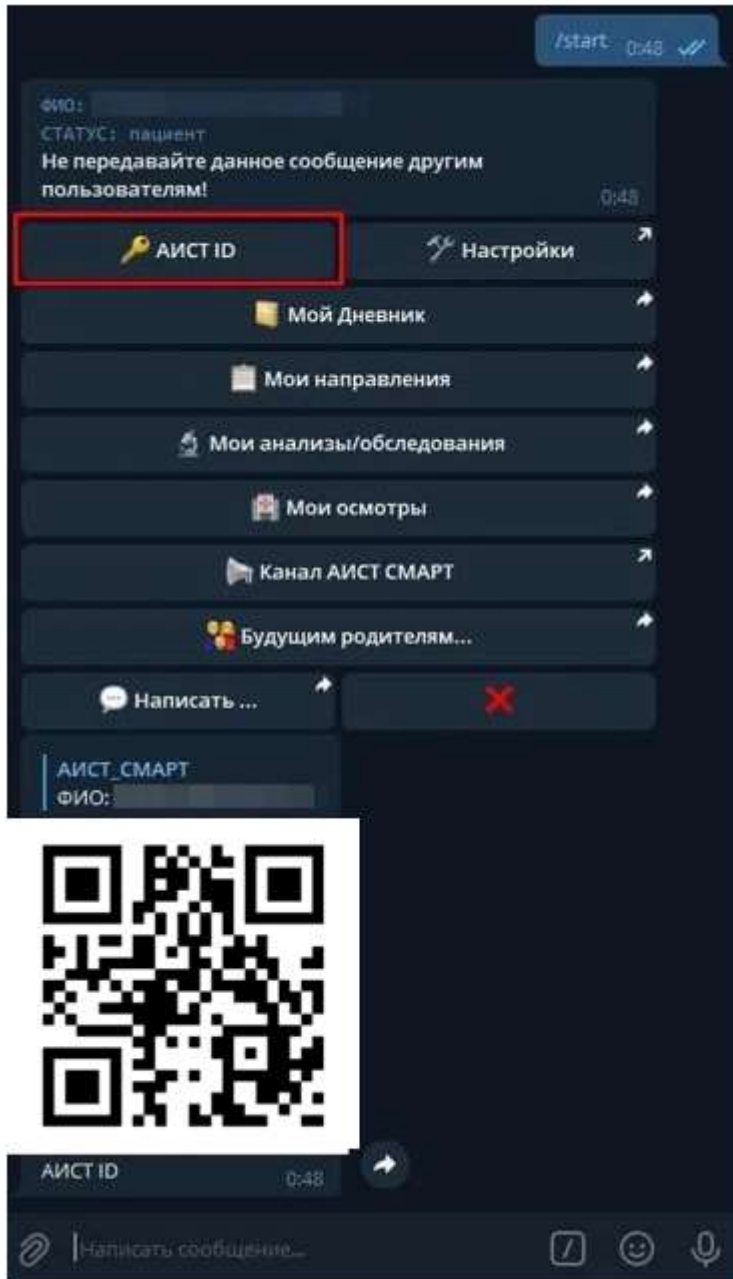 /start 0:48
ФИО:
СТАТУС: пациент
Не передавайте данное сообщение другим
пользователям!
0:48
АИСТ ID
Настройки
Мой Дневник
Мои направления
Мои анализы/обследования
Мои осмотры
Канал АИСТ СМАРТ
Будущим родителям...
Написать ...
АИСТ_СМАРТ
ФИО:
АИСТ ID 0:48
Написать сообщение...